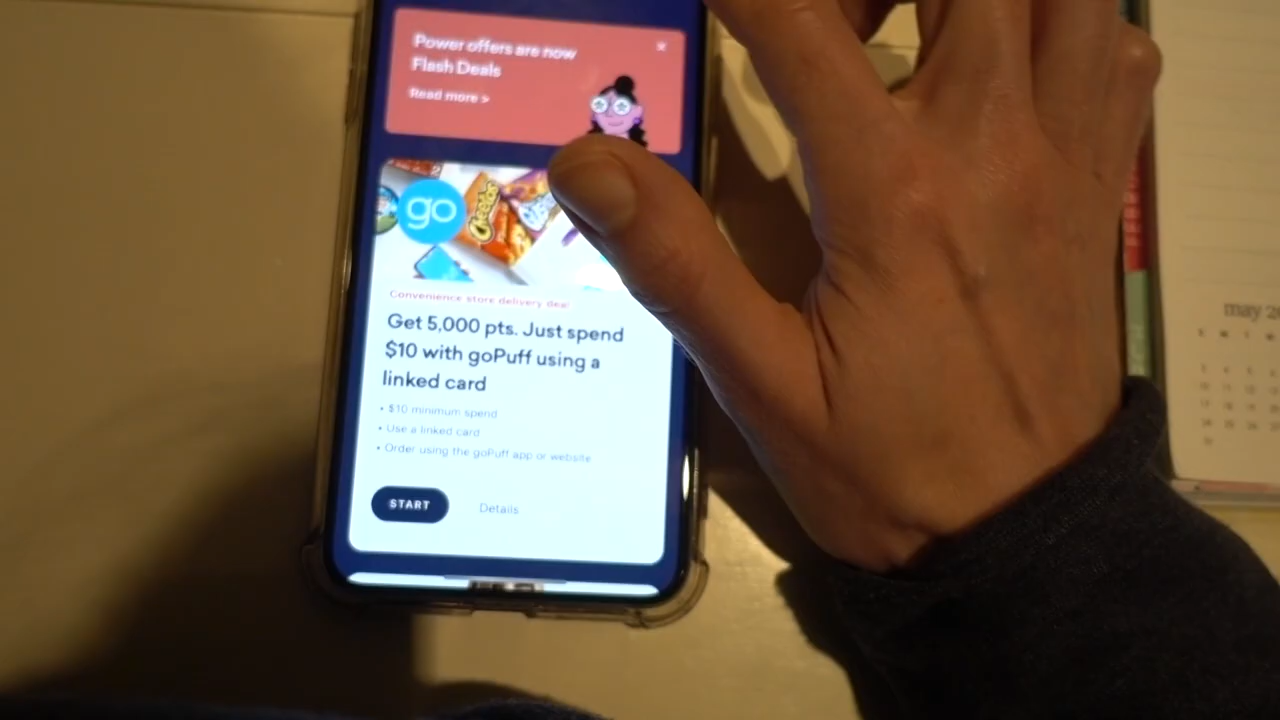 Power offers are now
Flash Deals
Read more >
go
Cheetos
Convenience store delivery deal
Get 5,000 pts. Just spend
$10 with goPuff using a
linked card
• $10 minimum spend
• Use a linked card
• Order using the goPuff app or website
START
Details
may